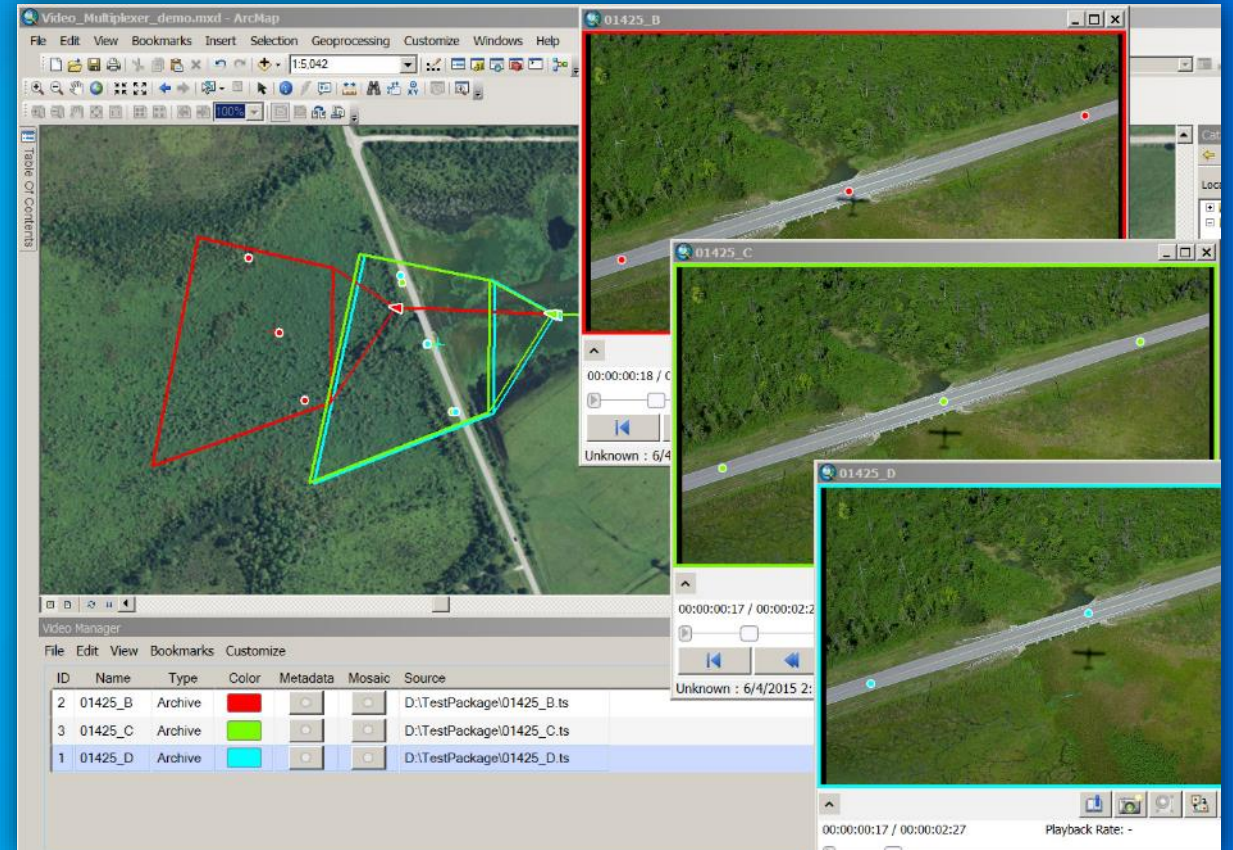 Video_Multiplexer_demo.mxd - ArcMap
File Edit View Bookmarks Insert Selection Geoprocessing Customize Windows Help
1:5,042
100%
Table Of Contents
01425_B
00:00:00:18 /
Unknown : 6/4
01425_C
00:00:00:17 / 00:00:02:2
Unknown : 6/4/2015 2:
01425_D
00:00:00:17 / 00:00:02:27 Playback Rate: -
Cat
Loca
Video Manager
File Edit View Bookmarks Customize
ID Name Type Color Metadata Mosaic Source
2 01425_B Archive D:\TestPackage\01425_B.ts
3 01425_C Archive D:\TestPackage\01425_C.ts
1 01425_D Archive D:\TestPackage\01425_D.ts